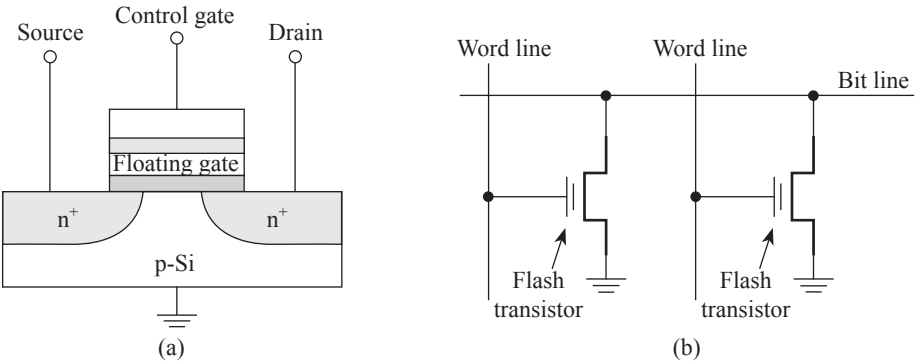 Control gate
Source
Drain
Floating gate
n+
n+
p-Si
(a)
Word line
Word line
Bit line
Flash
transistor
Flash
transistor
(b)